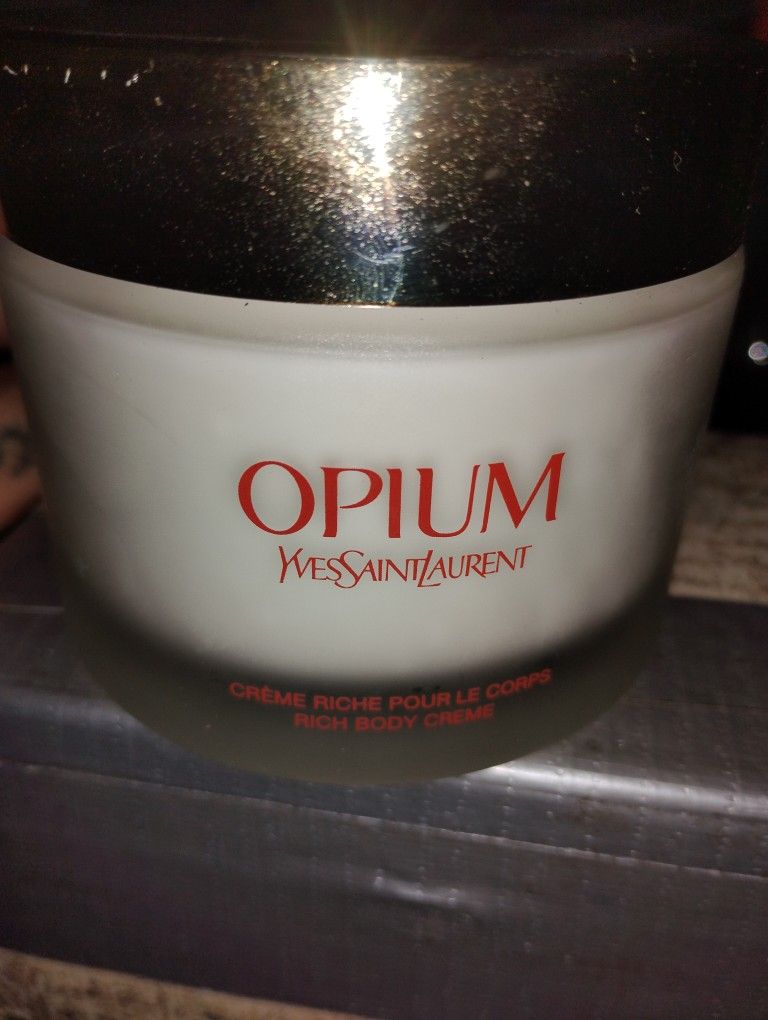 OPIUM
YVESSAINTLAURENT
CRÈME RICHE POUR LE CORPS
RICH BODY CREME